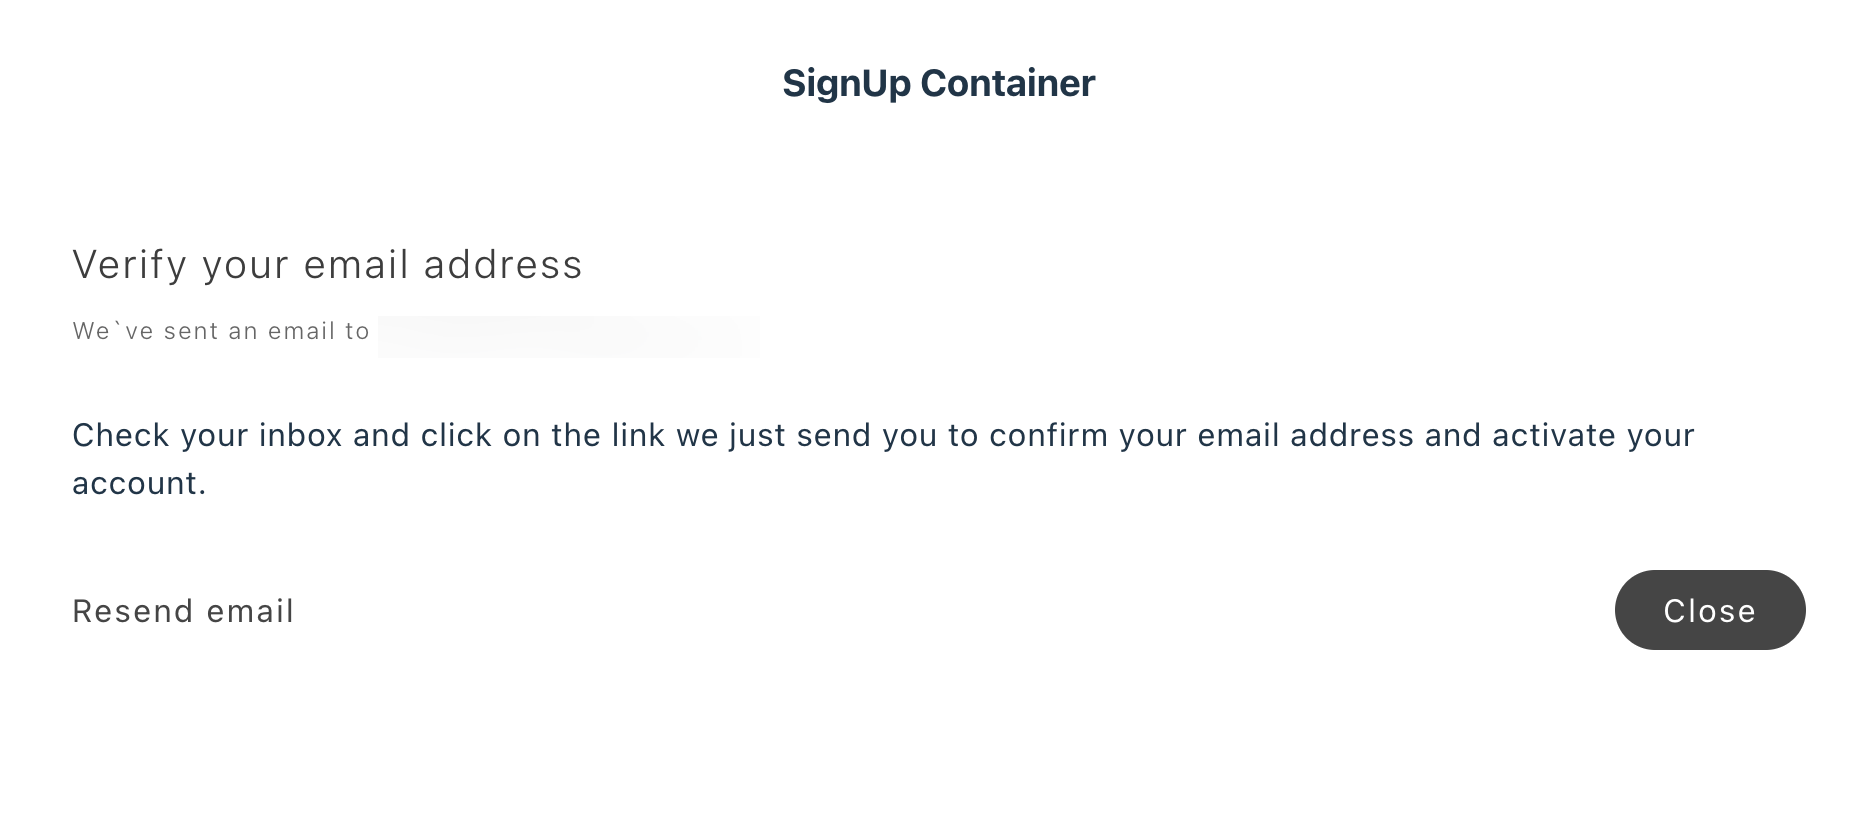 SignUp Container
Verify your email address
We`ve sent an email to
Check your inbox and click on the link we just send you to confirm your email address and activate your
account.
Resend email
Close